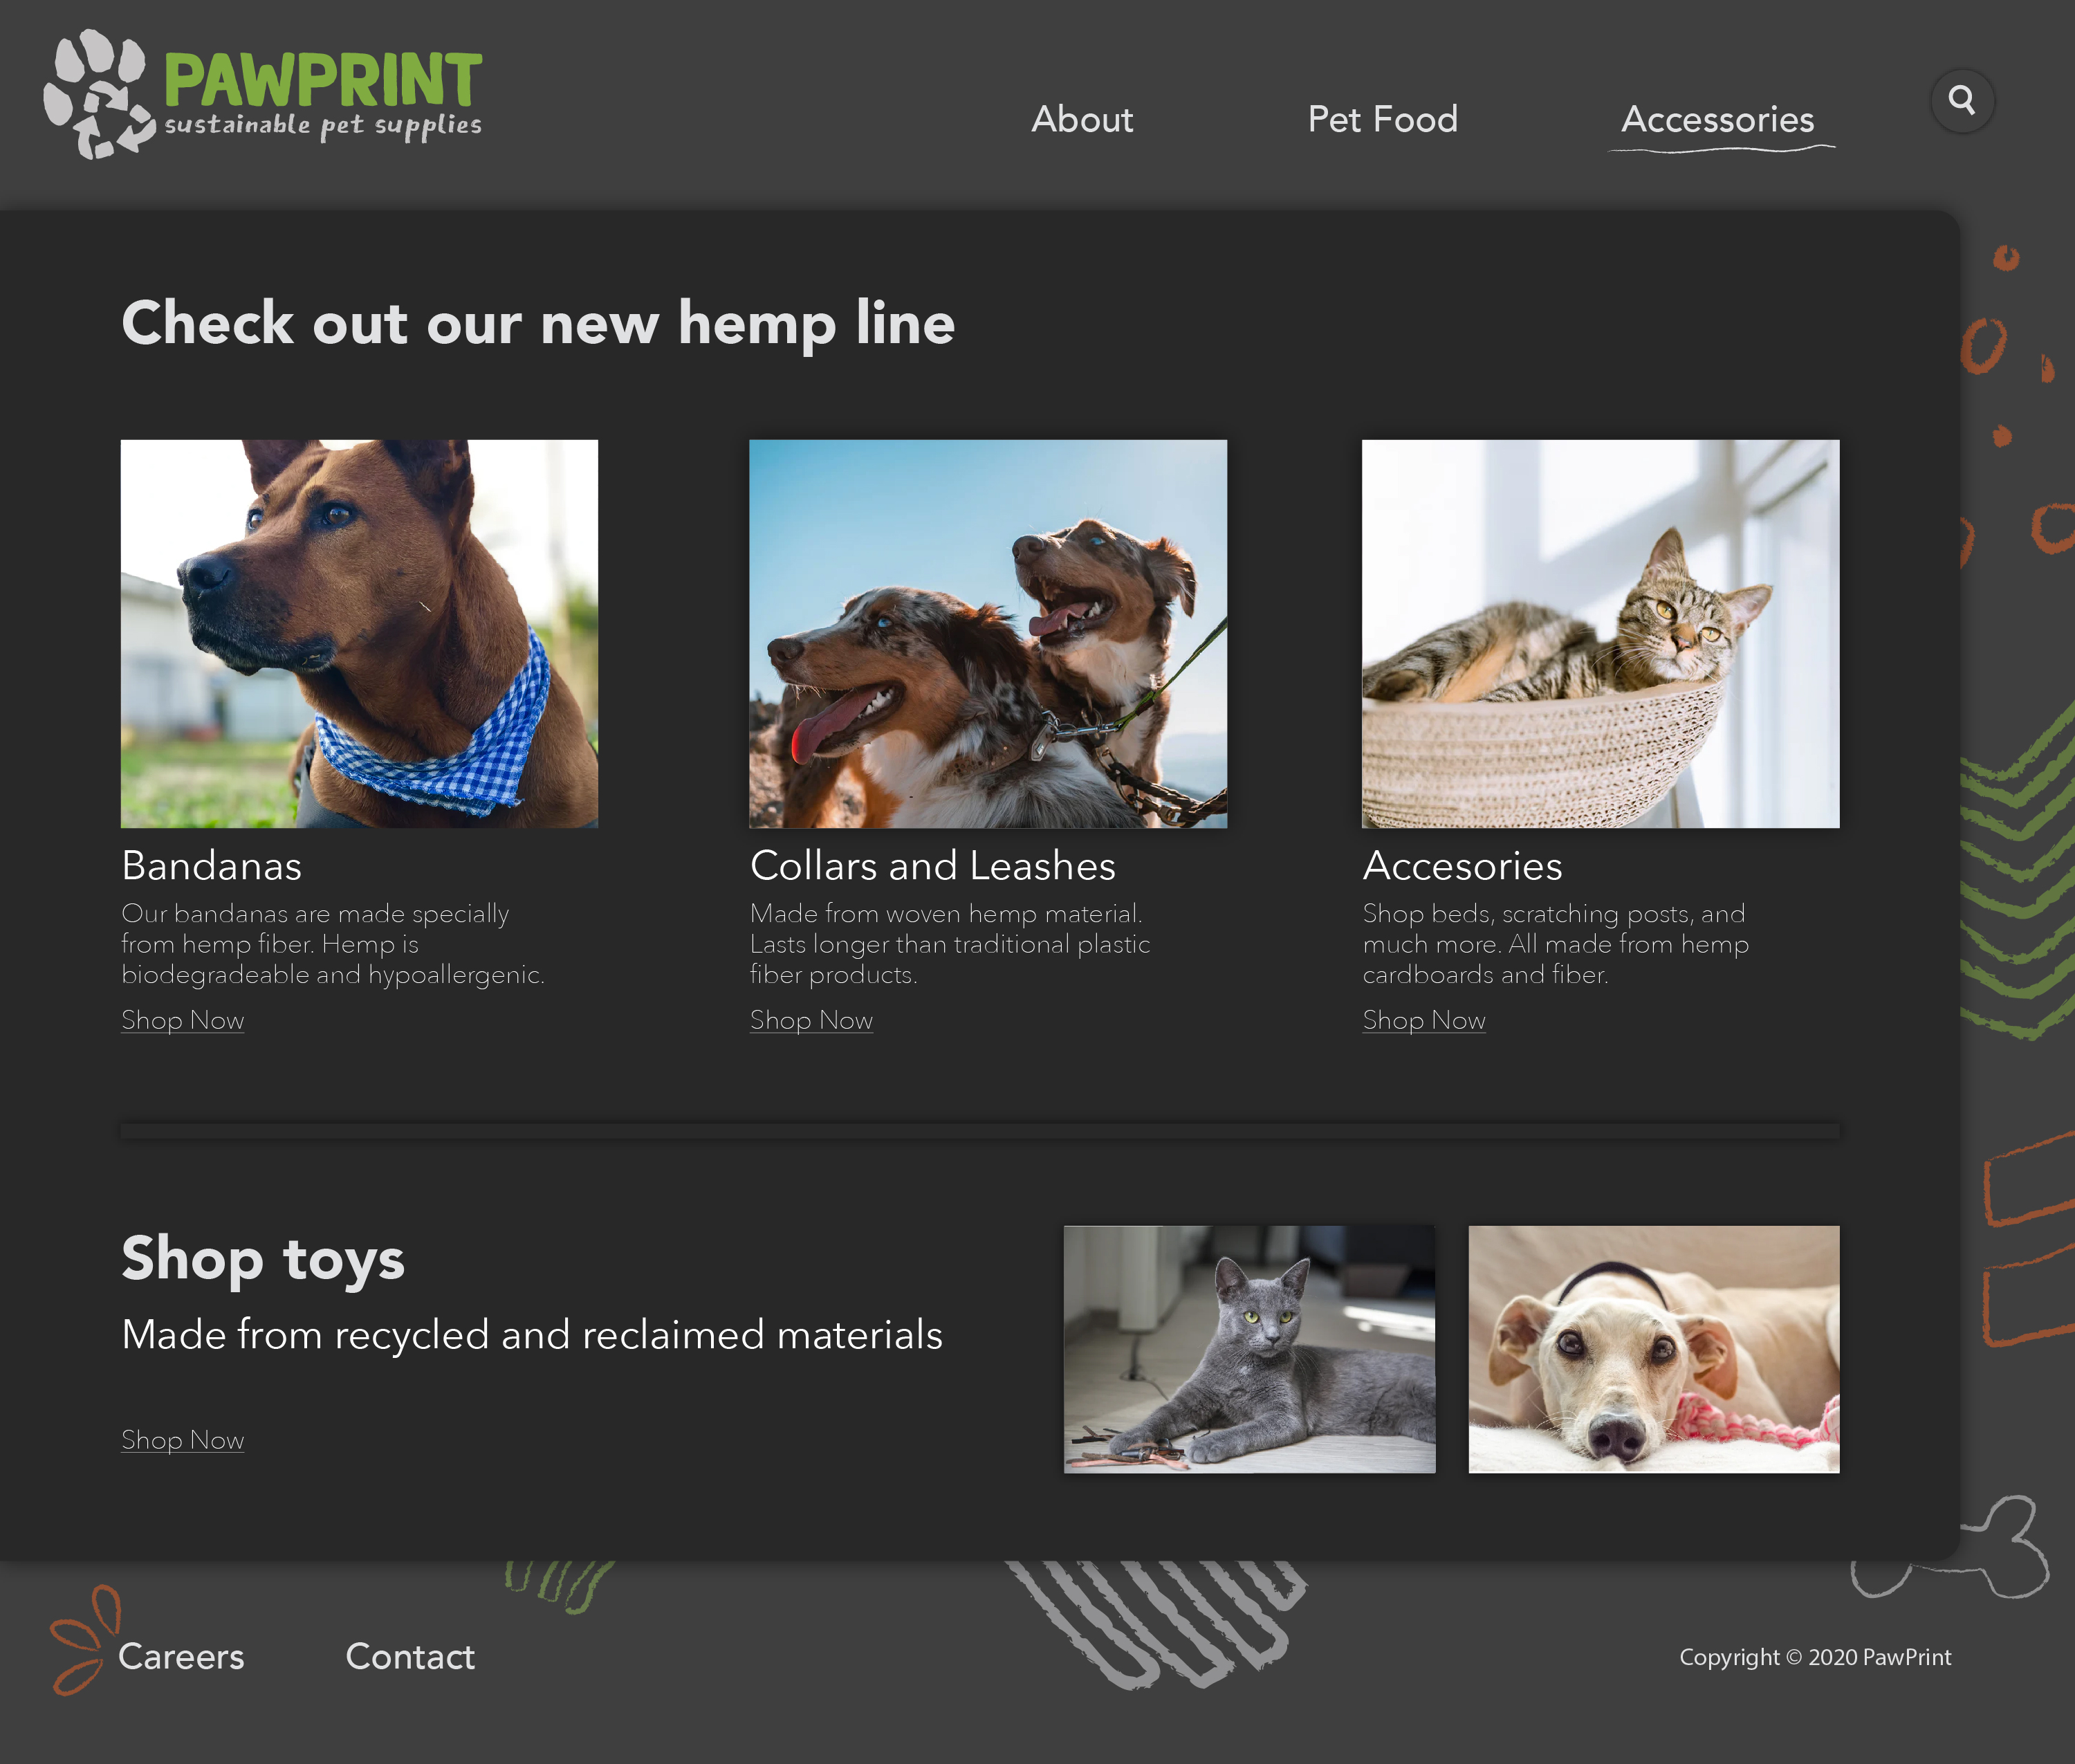 PAWPRINT
sustainable pet supplies
About
Pet Food
Accessories
Check out our new hemp line
Bandanas
Our bandanas are made specially
from hemp fiber. Hemp is
biodegradeable and hypoallergenic.
Shop Now
Collars and Leashes
Made from woven hemp material.
Lasts longer than traditional plastic
fiber products.
Shop Now
Accesories
Shop beds, scratching posts, and
much more. All made from hemp
cardboards and fiber.
Shop Now
Shop toys
Made from recycled and reclaimed materials
Shop Now
Careers
Contact
Copyright © 2020 PawPrint